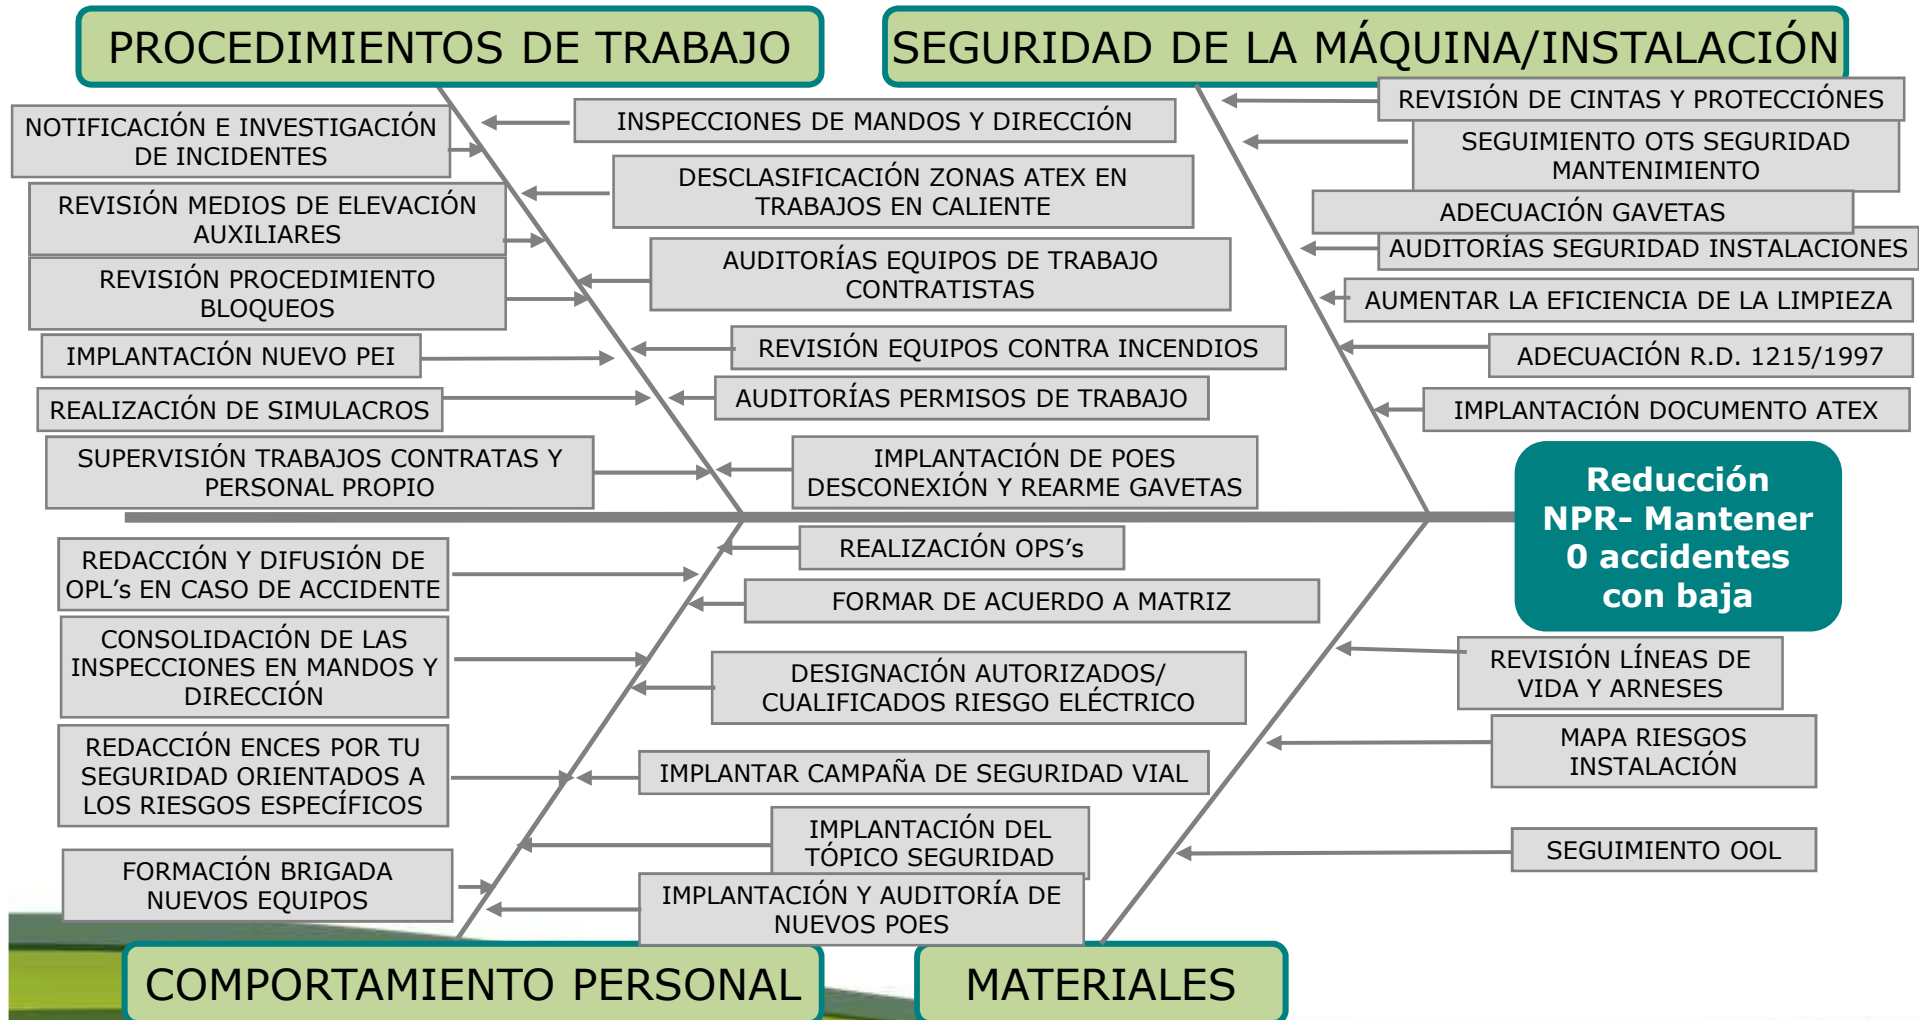 PROCEDIMIENTOS DE TRABAJO
SEGURIDAD DE LA MÁQUINA/INSTALACIÓN
NOTIFICACIÓN E INVESTIGACIÓN
DE INCIDENTES
REVISIÓN MEDIOS DE ELEVACIÓN
AUXILIARES
REVISIÓN PROCEDIMIENTO
BLOQUEOS
IMPLANTACIÓN NUEVO PEI
REALIZACIÓN DE SIMULACROS
SUPERVISIÓN TRABAJOS CONTRATAS Y
PERSONAL PROPIO
INSPECCIONES DE MANDOS Y DIRECCIÓN
DESCLASIFICACIÓN ZONAS ATEX EN
TRABAJOS EN CALIENTE
AUDITORÍAS EQUIPOS DE TRABAJO
CONTRATISTAS
REVISIÓN EQUIPOS CONTRA INCENDIOS
AUDITORÍAS PERMISOS DE TRABAJO
IMPLANTACIÓN DE POES
DESCONEXIÓN Y REARME GAVETAS
REVISIÓN DE CINTAS Y PROTECCIÓNES
SEGUIMIENTO OTS SEGURIDAD
MANTENIMIENTO
ADECUACIÓN GAVETAS
AUDITORÍAS SEGURIDAD INSTALACIONES
AUMENTAR LA EFICIENCIA DE LA LIMPIEZA
ADECUACIÓN R.D. 1215/1997
IMPLANTACIÓN DOCUMENTO ATEX
Reducción
NPR- Mantener
0 accidentes
con baja
REDACCIÓN Y DIFUSIÓN DE
OPL's EN CASO DE ACCIDENTE
CONSOLIDACIÓN DE LAS
INSPECCIONES EN MANDOS Y
DIRECCIÓN
REDACCIÓN ENCES POR TU
SEGURIDAD ORIENTADOS A
LOS RIESGOS ESPECÍFICOS
FORMACIÓN BRIGADA
NUEVOS EQUIPOS
REALIZACIÓN OPS's
FORMAR DE ACUERDO A MATRIZ
DESIGNACIÓN AUTORIZADOS/
CUALIFICADOS RIESGO ELÉCTRICO
IMPLANTAR CAMPAÑA DE SEGURIDAD VIAL
IMPLANTACIÓN DEL
TÓPICO SEGURIDAD
IMPLANTACIÓN Y AUDITORÍA DE
NUEVOS POES
REVISIÓN LÍNEAS DE
VIDA Y ARNESES
MAPA RIESGOS
INSTALACIÓN
SEGUIMIENTO OOL
COMPORTAMIENTO PERSONAL
MATERIALES